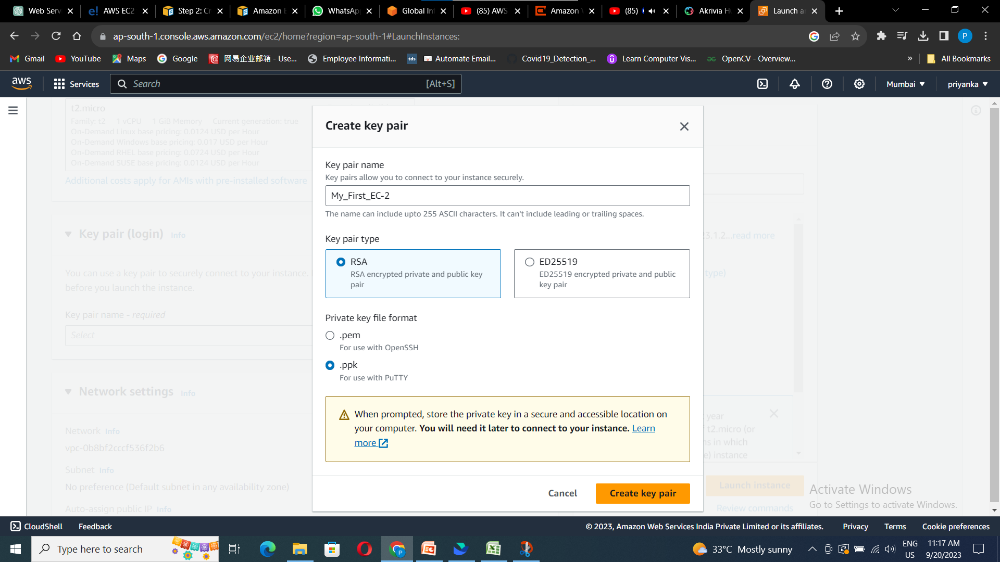 Web Serv
AWS EC2
Step 2: Cr
Amazon E
WhatsAp
Global In
(85) AWS
Amazon
(85)
Akrivia H
Launch a
ap-south-1.console.aws.amazon.com/ec2/home?region=ap-south-1#LaunchInstances:
P
Gmail
YouTube
Maps
Google
网易企业邮箱 - Use...
Employee Informati...
tds
Automate Email...
Covid19_Detection_...
Learn Computer Vis...
OpenCV - Overview...
»
All Bookmarks
aws
Services
Search
[Alt+S]
Mumbai
priyanka
t2.micro
Family: t2 1 vCPU 1 GiB Memory Current generation: true
On-Demand Linux base pricing: 0.0124 USD per Hour
On-Demand Windows base pricing: 0.017 USD per Hour
On-Demand RHEL base pricing: 0.0724 USD per Hour
On-Demand SUSE base pricing: 0.0124 USD per Hour
Additional costs apply for AMIs with pre-installed software
Key pair (login) Info
You can use a key pair to securely connect to your instance.
before you launch the instance.
Key pair name - required
Select
Network settings Info
Network Info
vpc-0b8bf2cccf536f2b6
Subnet Info
No preference (Default subnet in any availability zone)
Auto-assign public IP Info
Create key pair
Key pair name
Key pairs allow you to connect to your instance securely.
My_First_EC-2
The name can include upto 255 ASCII characters. It can't include leading or trailing spaces.
Key pair type
RSA
RSA encrypted private and public key
pair
ED25519
ED25519 encrypted private and public
key pair
Private key file format
.pem
For use with OpenSSH
.ppk
For use with PuTTY
When prompted, store the private key in a secure and accessible location on
your computer. You will need it later to connect to your instance. Learn
more
Cancel
Create key pair
23.1.2...read more
type)
year
t2.micro (or
ns in which
e) instance
Launch instance
Review commands
Activate Windows
Go to Settings to activate Windows.
CloudShell
Feedback
© 2023, Amazon Web Services India Private Limited or its affiliates.
Privacy
Terms
Cookie preferences
Type here to search
33°C Mostly sunny
ENG
US
11:17 AM
9/20/2023